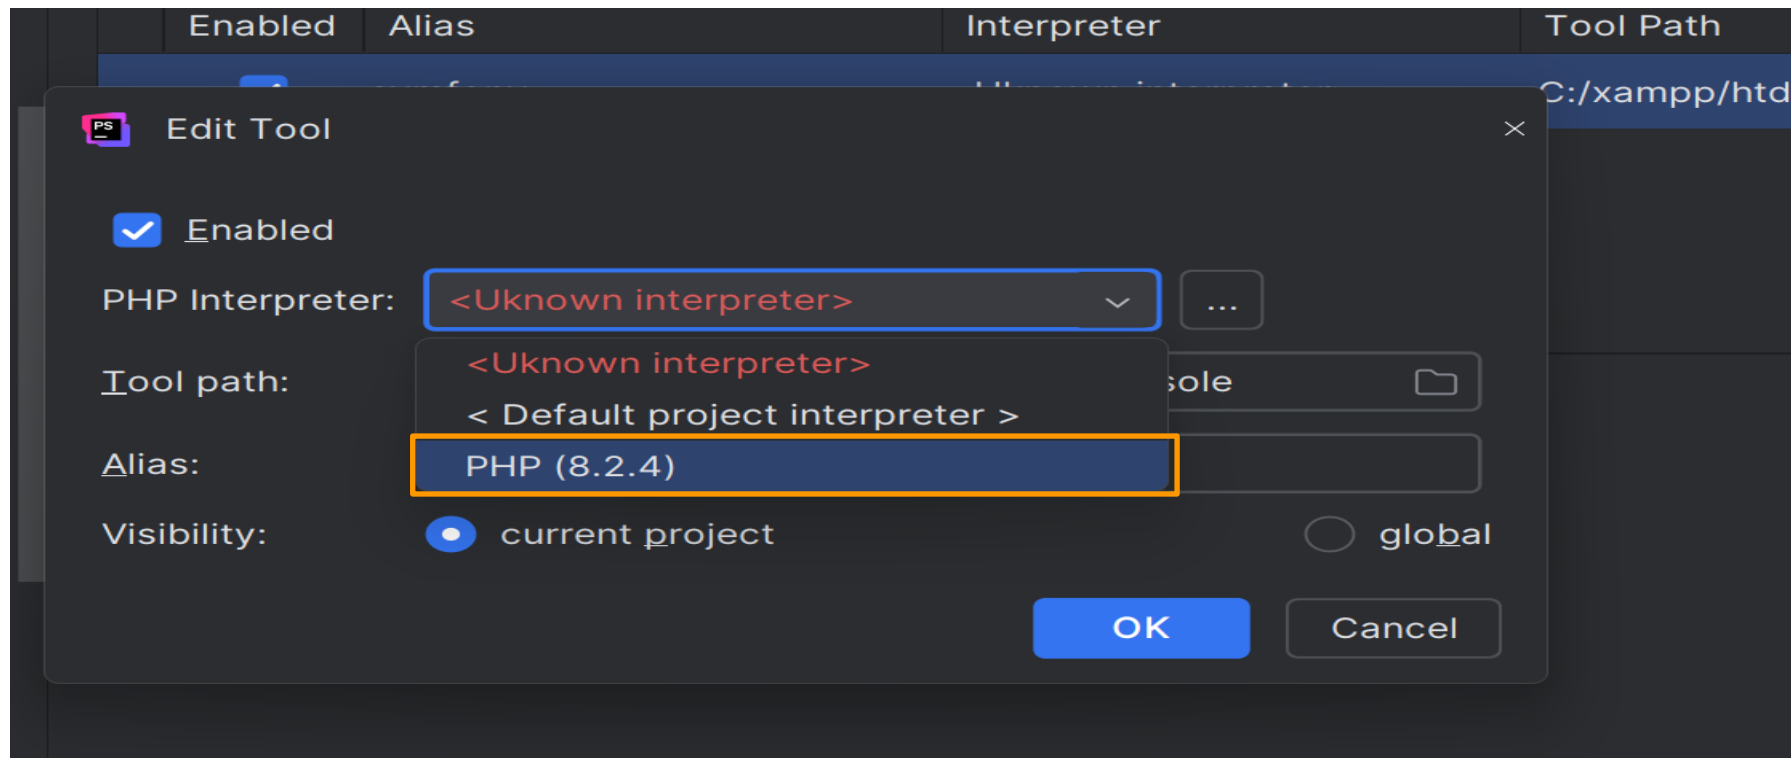 Enabled Alias Interpreter Tool Path
C:/xampp/htd
PS Edit Tool
Enabled
PHP Interpreter: <Uknown interpreter> ...
<Uknown interpreter>
Tool path: sole
< Default project interpreter >
Alias: PHP (8.2.4)
Visibility: current project global
OK Cancel